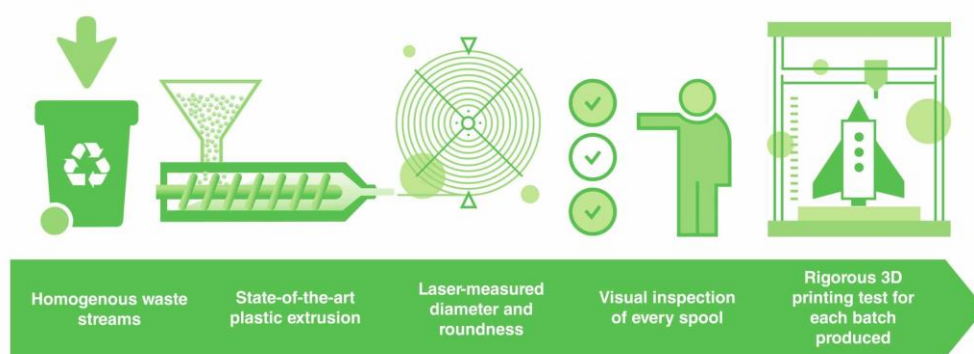 Homogenous waste
streams
State-of-the-art
plastic extrusion
Laser-measured
diameter and
roundness
Visual inspection
of every spool
Rigorous 3D
printing test for
each batch
produced